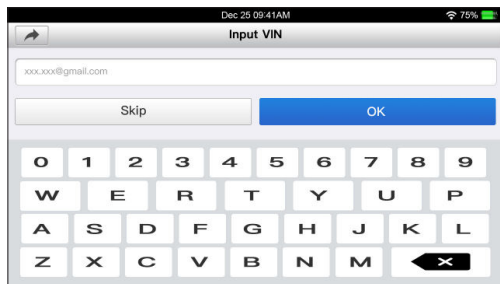 Dec 25 09:41AM 75%
Input VIN
xxx.xxx@gmail.com
Skip OK
0 1 2 3 4 5 6 7 8 9
W E R T Y U P
A S D F G H J K L
Z X C V B N M